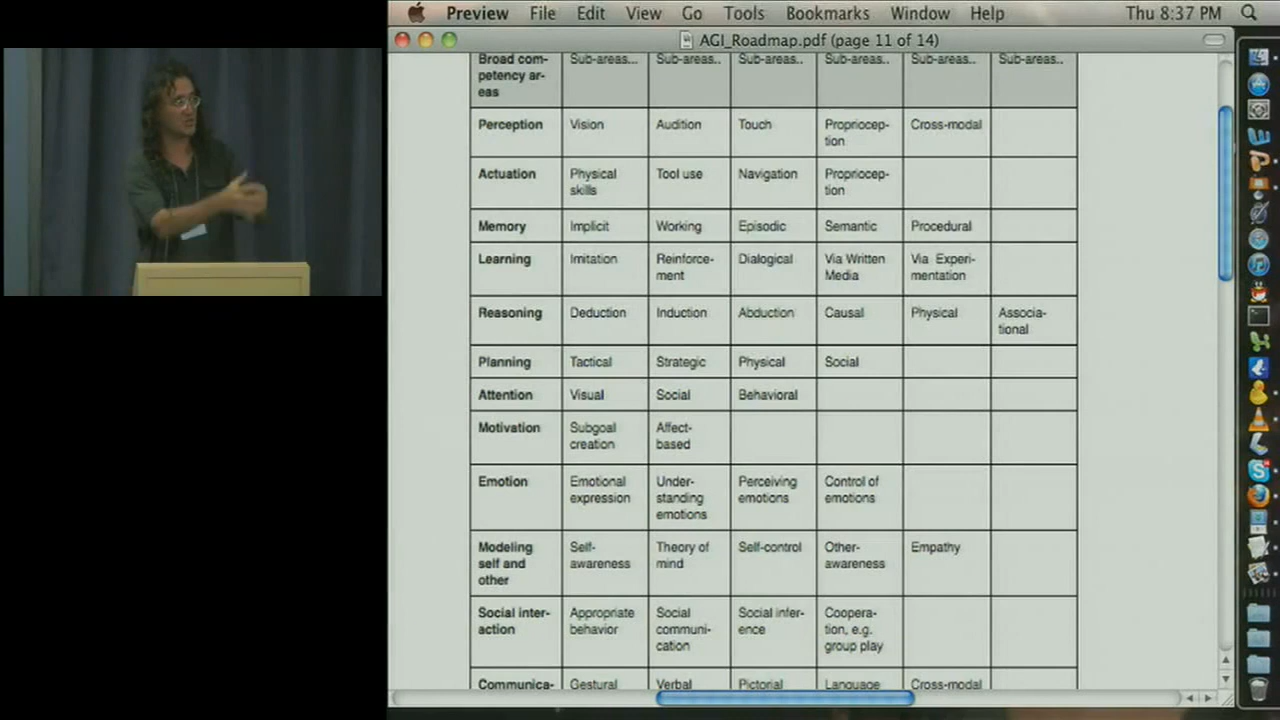 Preview File Edit View Go Tools Bookmarks Window Help Thu 8:37 PM
AGI_Roadmap.pdf (page 11 of 14)
Broad com-
petency ar-
eas
Sub-areas...
Sub-areas..
Sub-areas..
Sub-areas...
Sub-areas..
Sub-areas..
Perception
Vision
Audition
Touch
Propriocep-
tion
Cross-modal
Actuation
Physical
skills
Tool use
Navigation
Propriocep-
tion
Memory
Implicit
Working
Episodic
Semantic
Procedural
Learning
Imitation
Reinforce-
ment
Dialogical
Via Written
Media
Via Experi-
mentation
Reasoning
Deduction
Induction
Abduction
Causal
Physical
Associa-
tional
Planning
Tactical
Strategic
Physical
Social
Attention
Visual
Social
Behavioral
Motivation
Subgoal
creation
Affect-
based
Emotion
Emotional
expression
Under-
standing
emotions
Perceiving
emotions
Control of
emotions
Modeling
self and
other
Self-
awareness
Theory of
mind
Self-control
Other-
awareness
Empathy
Social inter-
action
Appropriate
behavior
Social
communi-
cation
Social infer-
ence
Coopera-
tion, e.g.
group play
Communica-
Gestural
Verbal
Pictorial
Language
Cross-modal